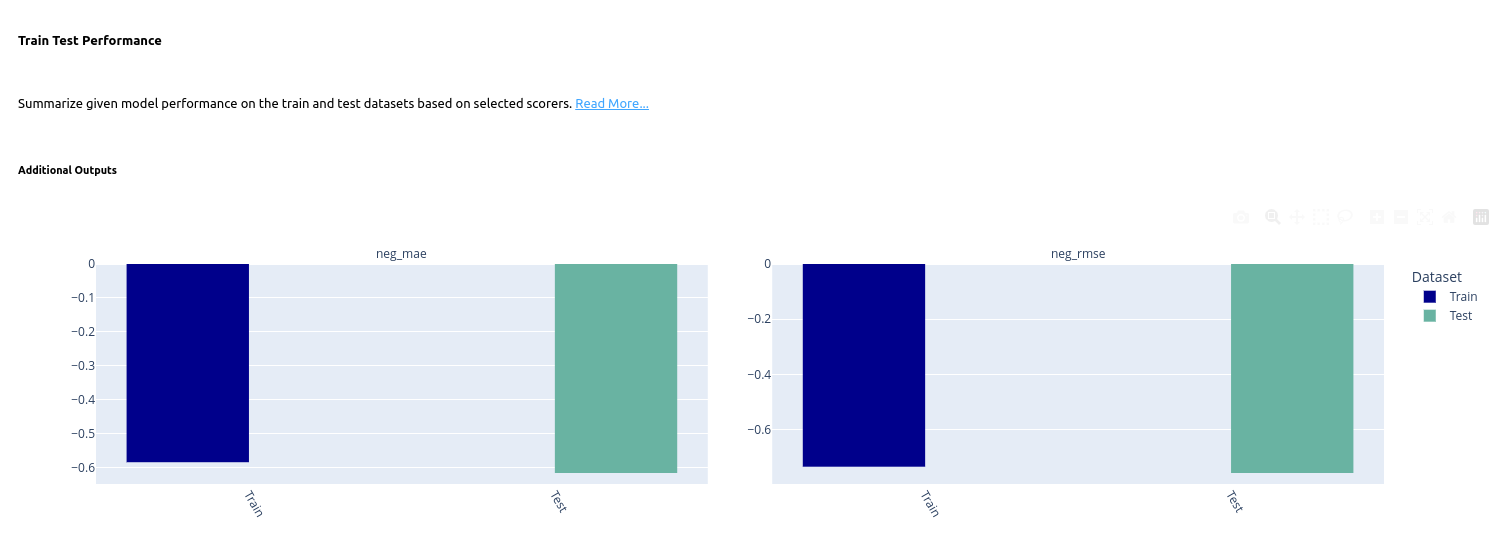 Train Test Performance
Summarize given model performance on the train and test datasets based on selected scorers. Read More...
Additional Outputs
neg_mae
0
−0.1
−0.2
−0.3
−0.4
−0.5
−0.6
Train
Test
neg_rmse
0
−0.2
−0.4
−0.6
Train
Test
Dataset
Train
Test